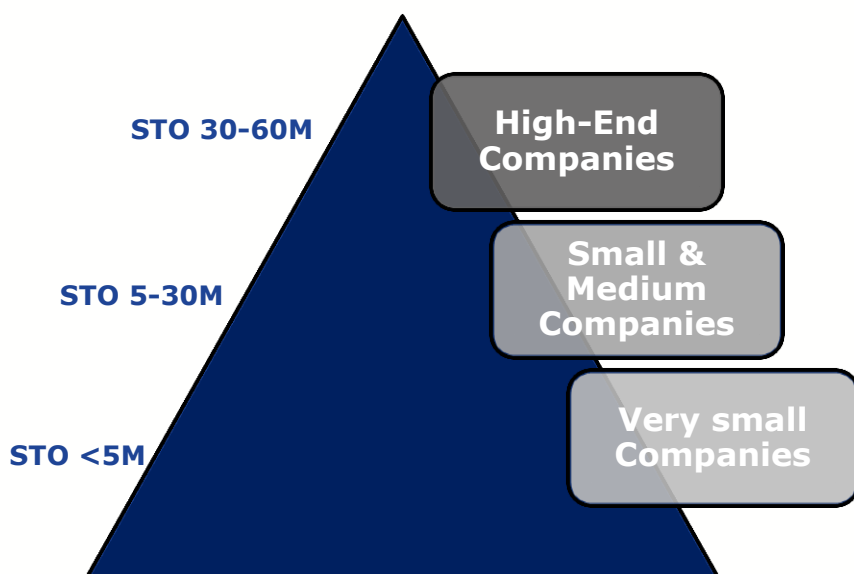 STO 30-60M
High-End
Companies
STO 5-30M
Small &
Medium
Companies
STO <5M
Very small
Companies